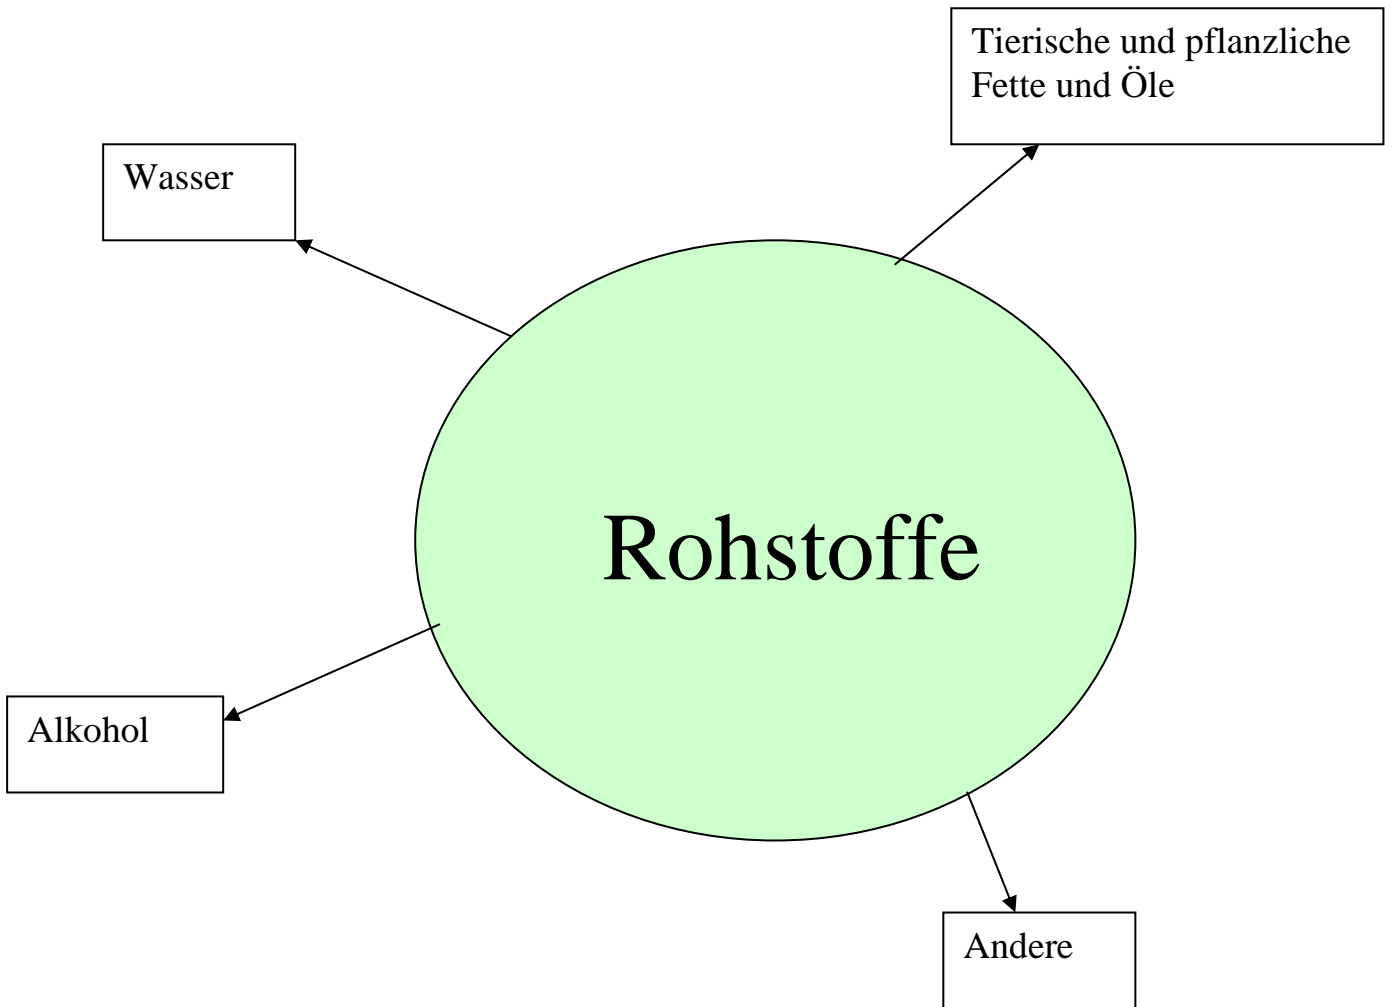 Tierische und pflanzliche
Fette und Öle
Wasser
Rohstoffe
Alkohol
Andere